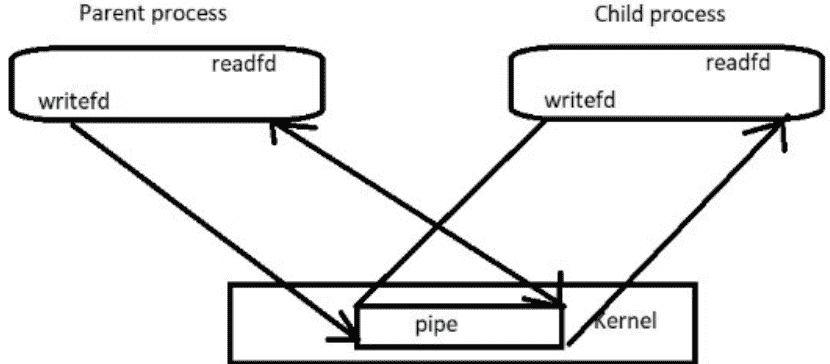 Parent process
Child process
readfd
writefd
readfd
writefd
pipe
Kernel